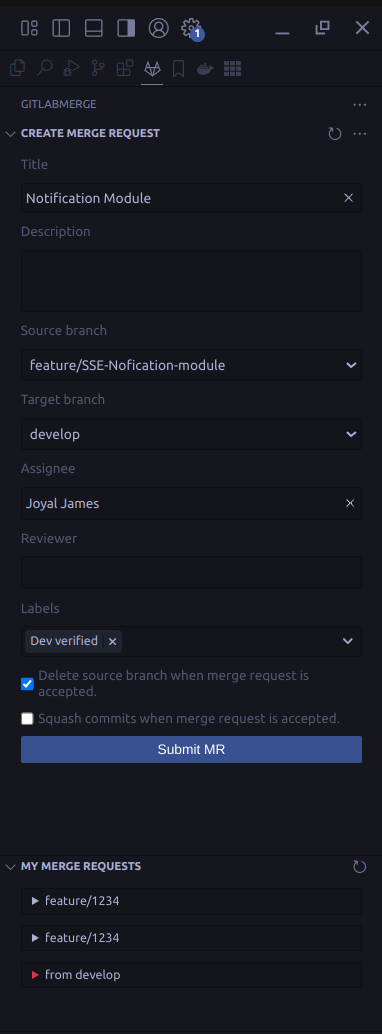 1
GITLABMERGE
CREATE MERGE REQUEST
Title
Notification Module
Description
Source branch
feature/SSE-Nofication-module
Target branch
develop
Assignee
Joyal James
Reviewer
Labels
Dev verified
Delete source branch when merge request is
accepted.
Squash commits when merge request is accepted.
Submit MR
MY MERGE REQUESTS
feature/1234
feature/1234
from develop